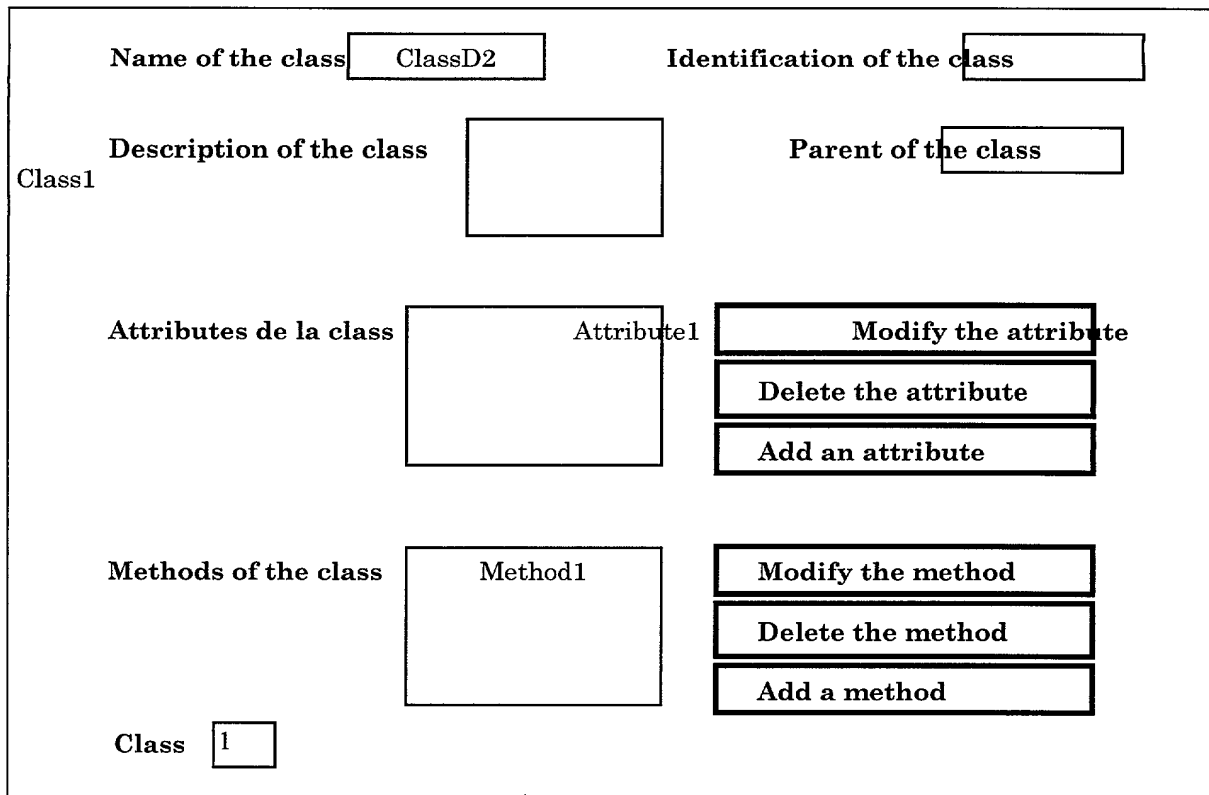 Name of the class ClassD2 Identification of the class
Description of the class Parent of the class
Class1
Attributes de la class Attribute1 Modify the attribute
Delete the attribute
Add an attribute
Methods of the class Method1 Modify the method
Delete the method
Add a method
Class 1